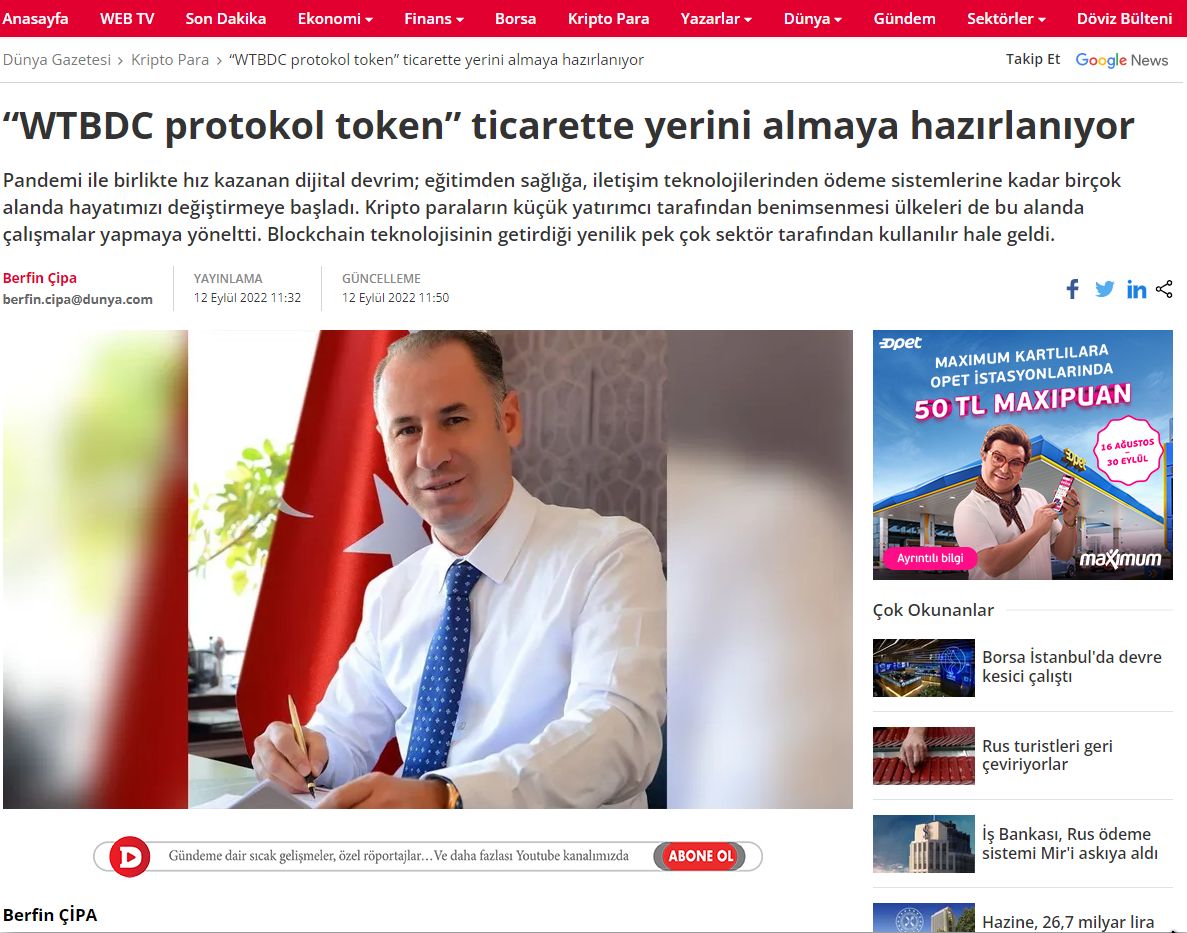 Anasayfa WEB TV Son Dakika Ekonomi Finans Borsa Kripto Para Yazarlar Dünya Gündem Sektörler Döviz Bülteni
Dünya Gazetesi > Kripto Para > “WTBDC protokol token” ticarette yerini almaya hazırlanıyor
Takip Et Google News
“WTBDC protokol token” ticarette yerini almaya hazırlanıyor
Pandemi ile birlikte hız kazanan dijital devrim; eğitimden sağlığa, iletişim teknolojilerinden ödeme sistemlerine kadar birçok
alanda hayatımızı değiştirmeye başladı. Kripto paraların küçük yatırımcı tarafından benimsenmesi ülkeleri de bu alanda
çalışmalar yapmaya yöneltti. Blockchain teknolojisinin getirdiği yenilik pek çok sektör tarafından kullanılır hale geldi.
Berfin Çipa
berfin.cipa@dunya.com
YAYINLAMA
12 Eylül 2022 11:32
GÜNCELLEME
12 Eylül 2022 11:50
opet
MAXIMUM KARTLILARA
OPET İSTASYONLARINDA
50 TL MAXIPUAN
16 AĞUSTOS
–
30 EYLÜL
opet
Ayrıntılı bilgi
maximum
Çok Okunanlar
Borsa İstanbul'da devre
kesici çalıştı
Rus turistleri geri
çeviriyorlar
İş Bankası, Rus ödeme
sistemi Mir'i askıya aldı
Hazine, 26,7 milyar lira
Gündeme dair sıcak gelişmeler, özel röportajlar...Ve daha fazlası Youtube kanalımızda
ABONE OL
Berfin ÇİPA